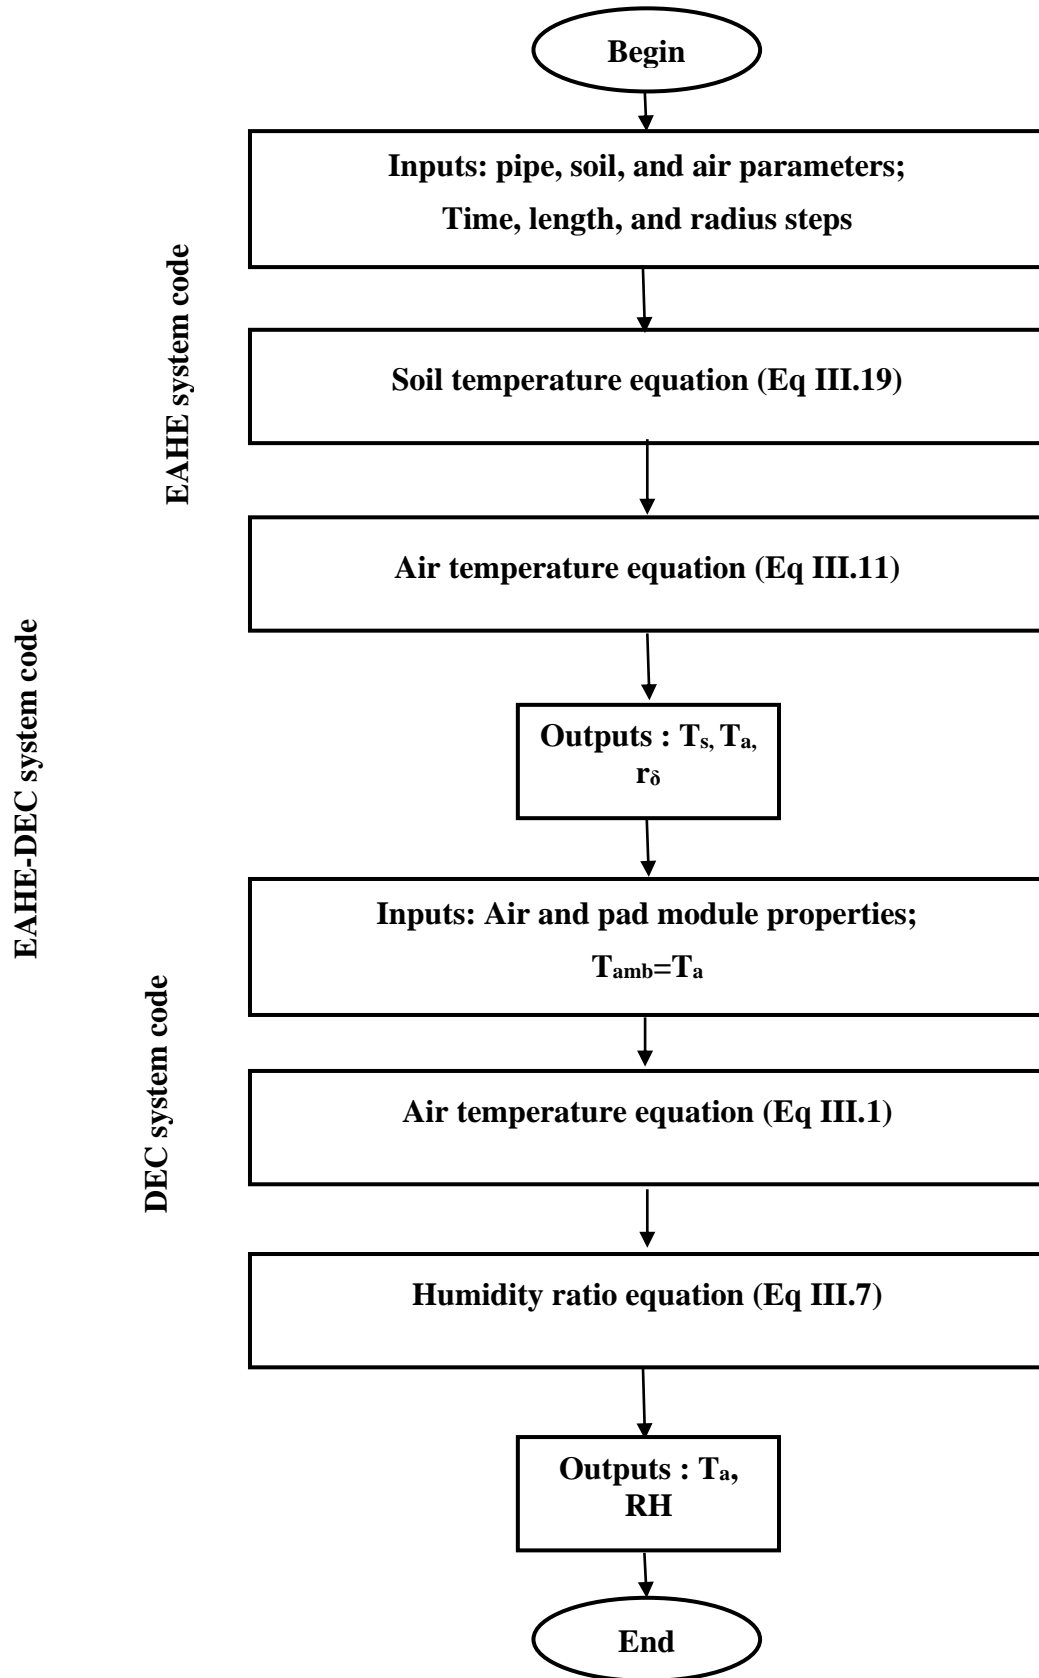 Begin
Inputs: pipe, soil, and air parameters;
Time, length, and radius steps
EAHE system code
Soil temperature equation (Eq III.19)
Air temperature equation (Eq III.11)
EAHE-DEC system code
Outputs : Ts, Ta,
rδ
Inputs: Air and pad module properties;
Tamb=Ta
DEC system code
Air temperature equation (Eq III.1)
Humidity ratio equation (Eq III.7)
Outputs : Ta,
RH
End